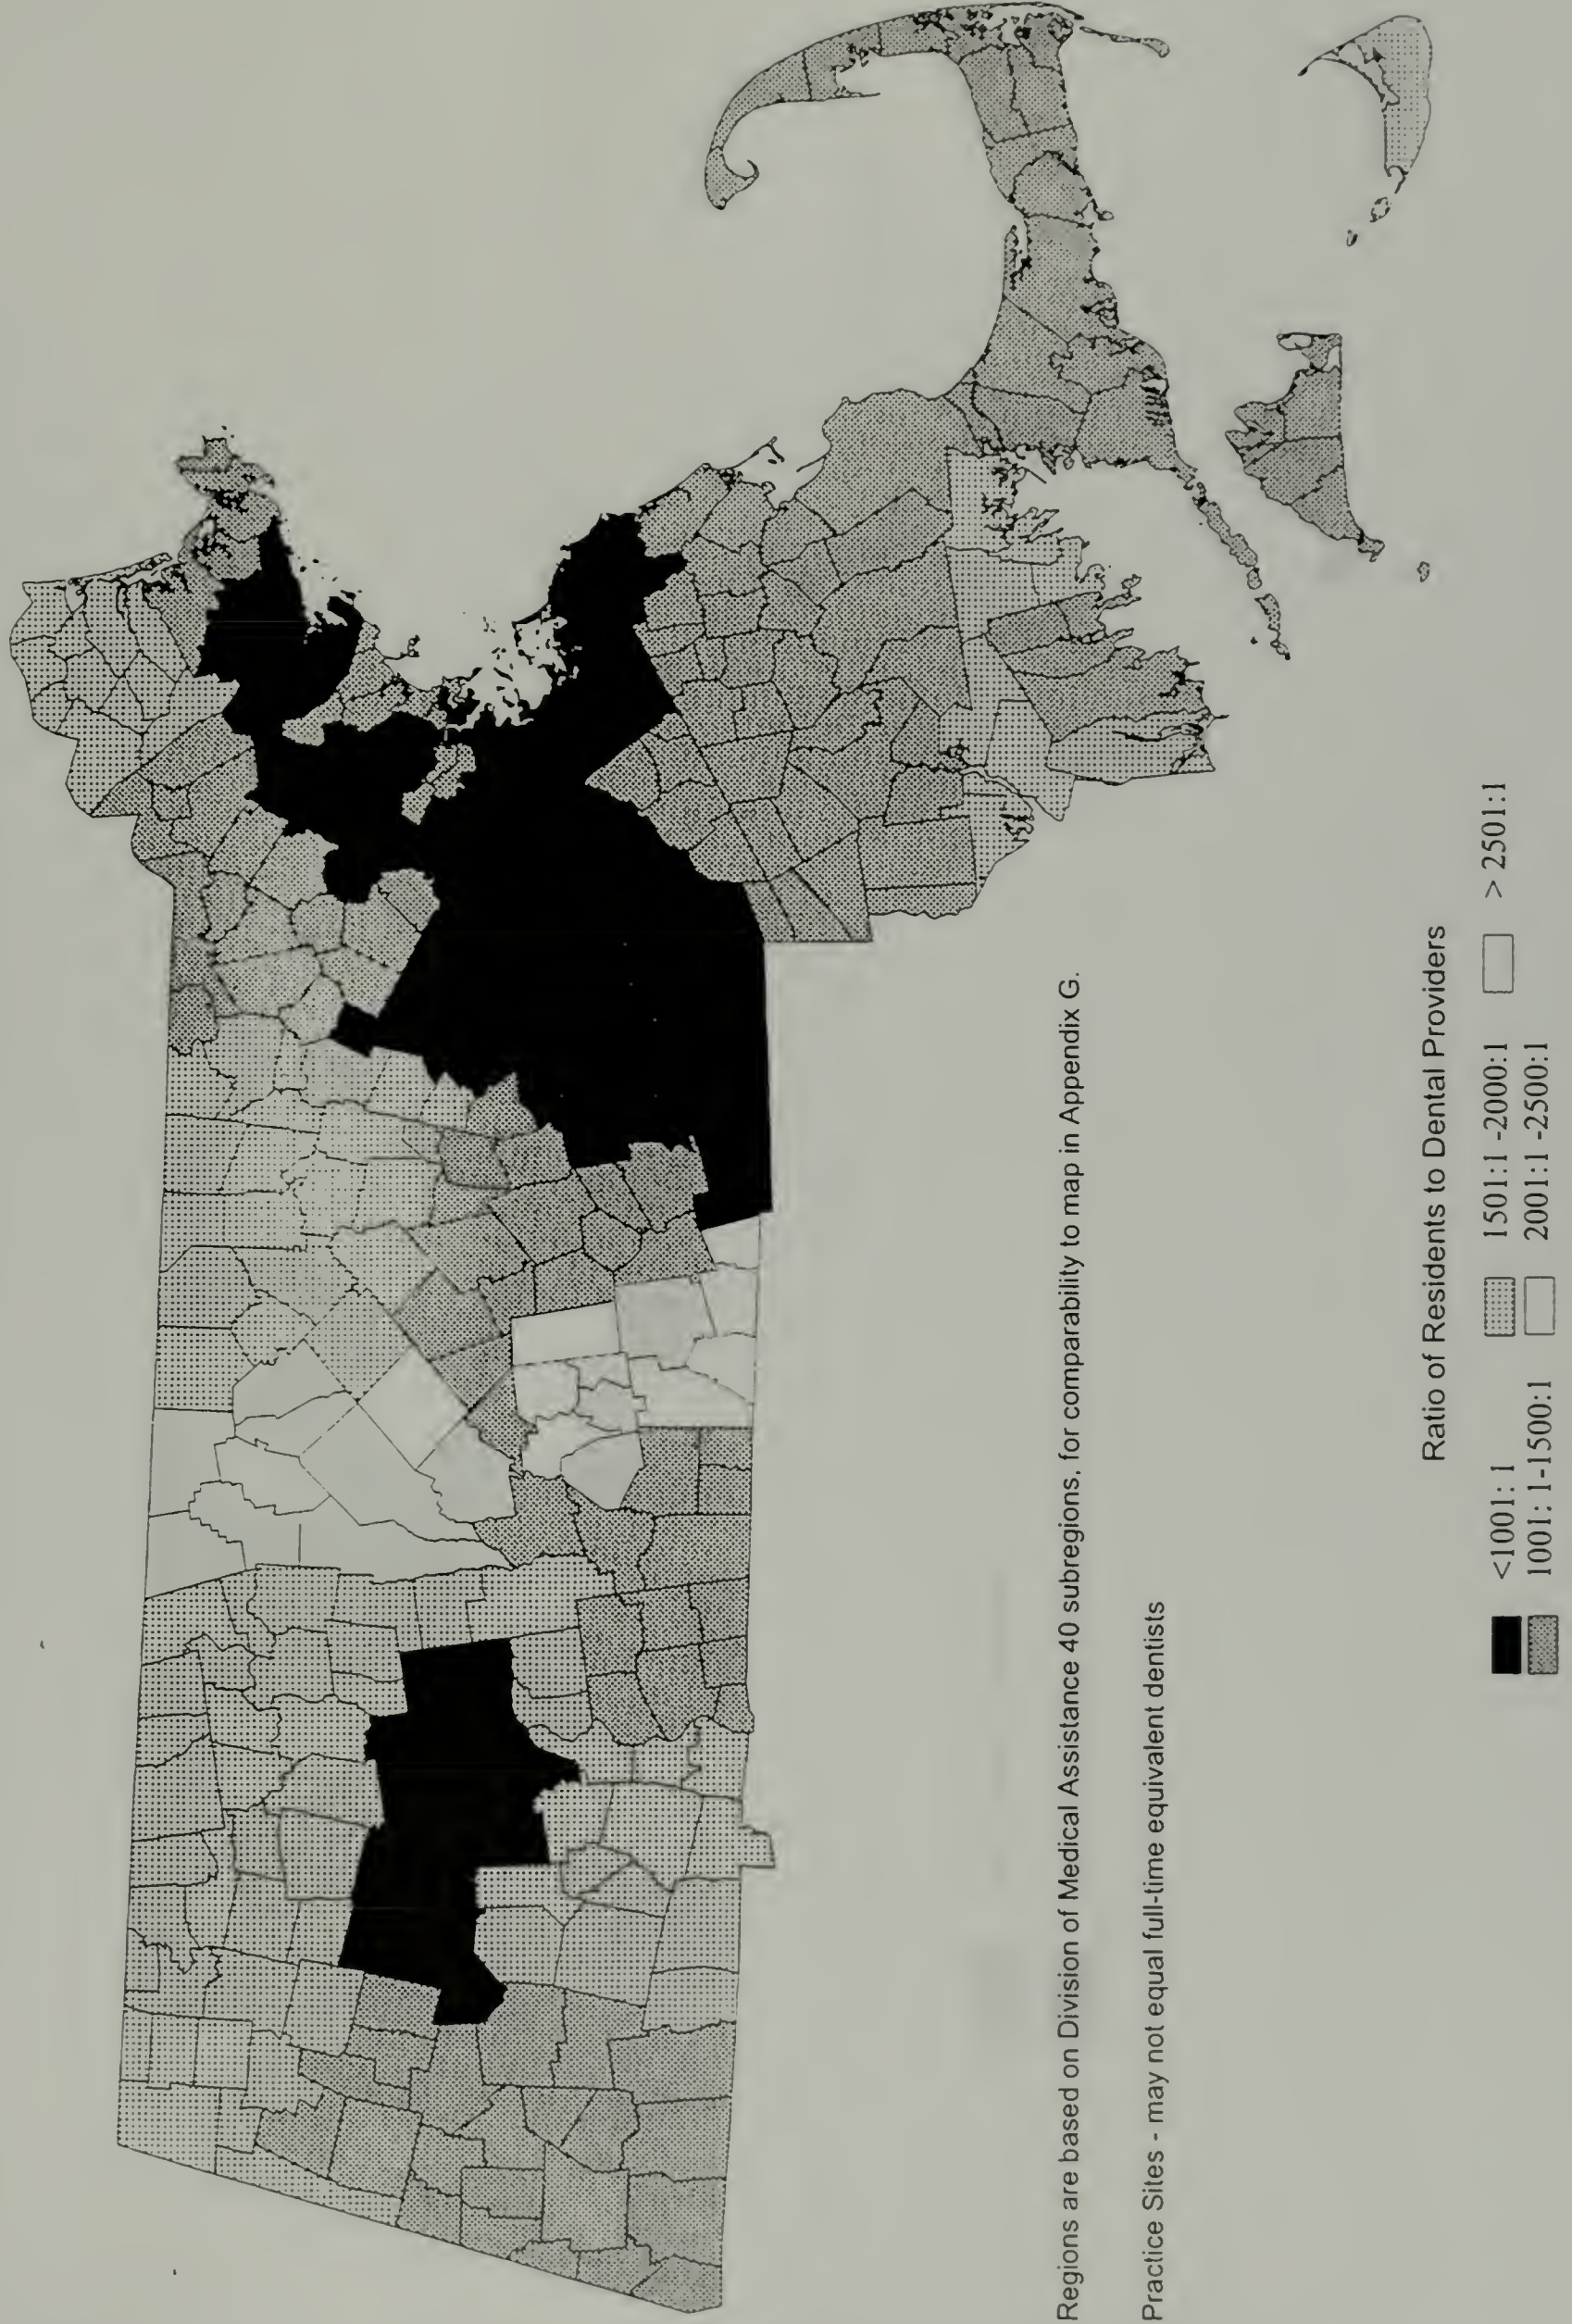 Regions are based on Division of Medical Assistance 40 subregions, for comparability to map in Appendix G.
Practice Sites - may not equal full-time equivalent dentists
Ratio of Residents to Dental Providers
<1001: 1 1501:1 -2000:1 > 2501:1
1001: 1-1500:1 2001:1 -2500:1